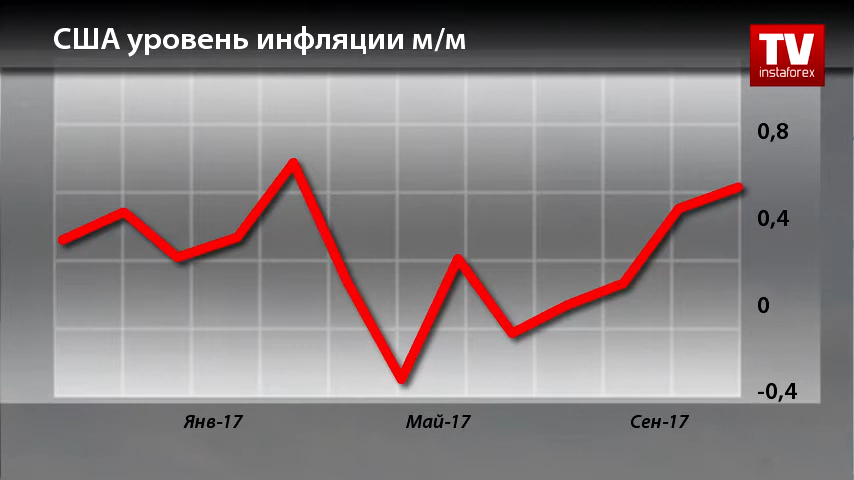 США уровень инфляции м/м
TV
instaforex
0,8
0,4
0
-0,4
Янв-17
Май-17
Сен-17